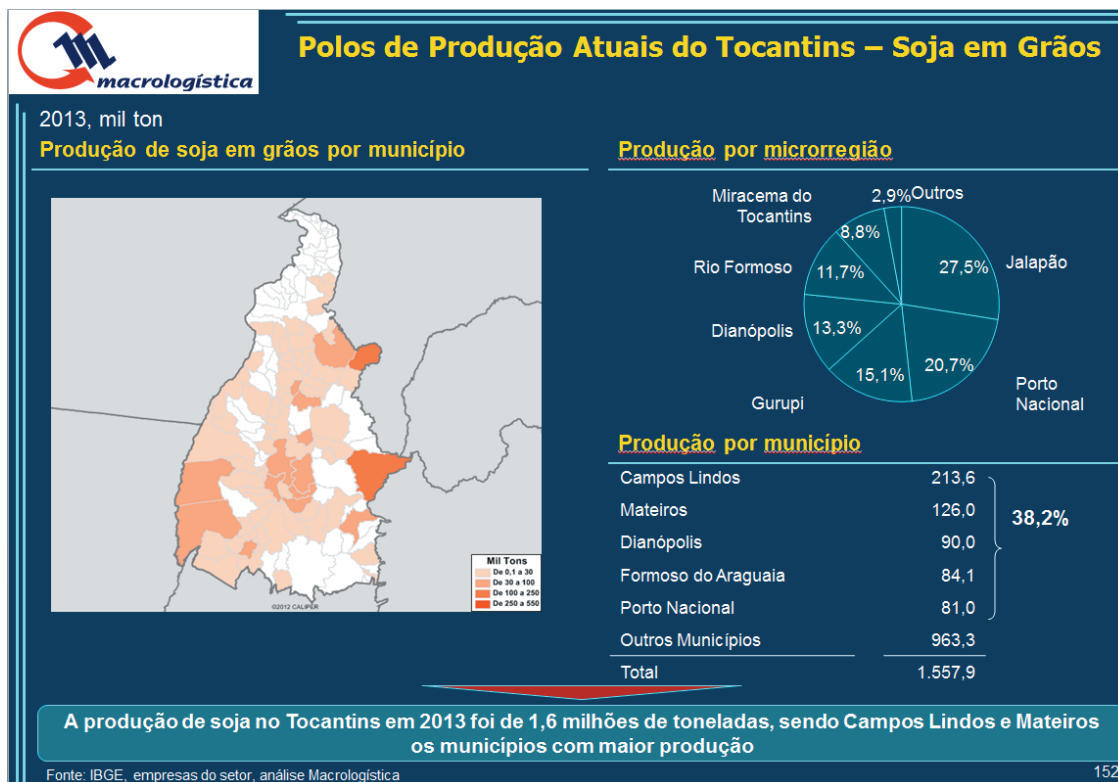 macrologística
Polos de Produção Atuais do Tocantins – Soja em Grãos
2013, mil ton
Produção de soja em grãos por município
Mil Tons
De 0,1 a 30
De 30 a 100
De 100 a 250
De 250 a 550
©2012 CALIPER
Produção por microrregião
Miracema do
Tocantins
2,9%
Outros
8,8%
Rio Formoso
11,7%
27,5%
Jalapão
Dianópolis
13,3%
15,1%
20,7%
Gurupi
Porto
Nacional
Produção por município
Campos Lindos 213,6
Mateiros 126,0
38,2%
Dianópolis 90,0
Formoso do Araguaia 84,1
Porto Nacional 81,0
Outros Municípios 963,3
Total 1.557,9
A produção de soja no Tocantins em 2013 foi de 1,6 milhões de toneladas, sendo Campos Lindos e Mateiros
os municípios com maior produção
Fonte: IBGE, empresas do setor, análise Macrologística
152